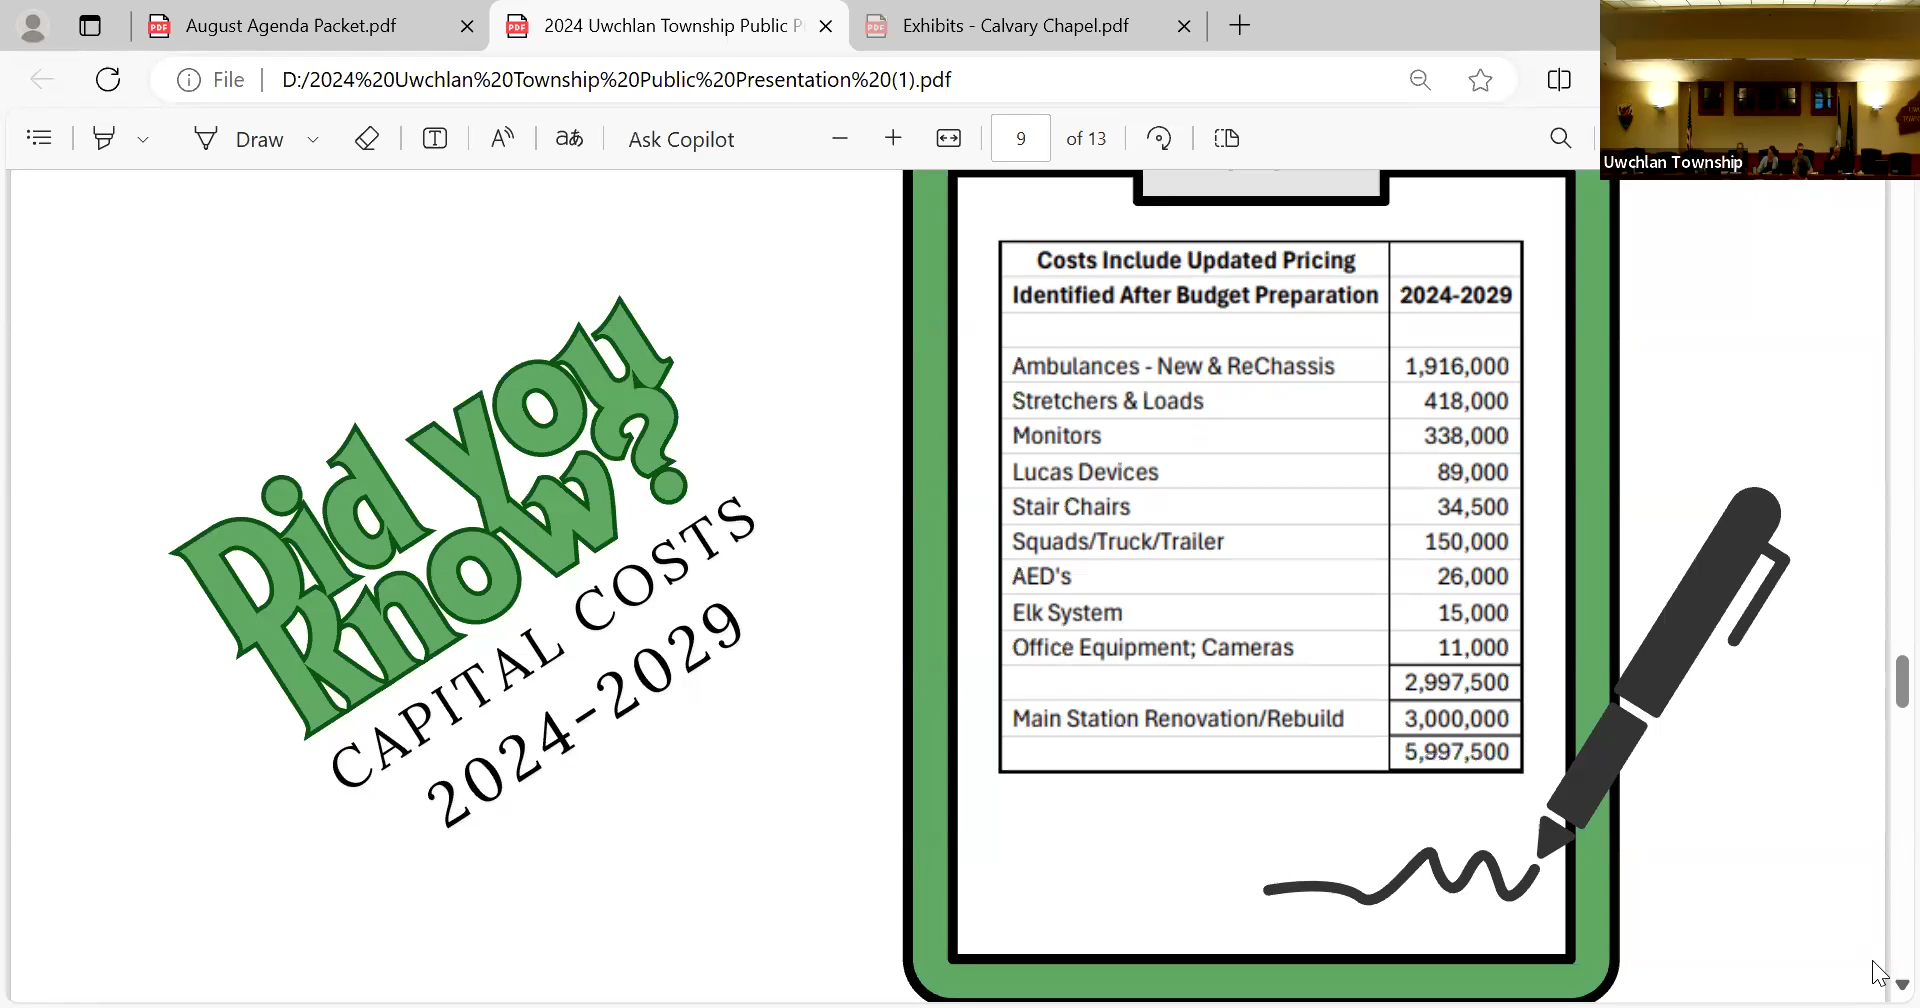 August Agenda Packet.pdf
2024 Uwchlan Township Public P
Exhibits - Calvary Chapel.pdf
File
D:/2024%20Uwchlan%20Township%20Public%20Presentation%20(1).pdf
Draw
Ask Copilot
9 of 13
Uwchlan Township
Did you
know?
CAPITAL COSTS
2024-2029
Costs Include Updated Pricing
Identified After Budget Preparation 2024-2029
Ambulances - New & ReChassis 1,916,000
Stretchers & Loads 418,000
Monitors 338,000
Lucas Devices 89,000
Stair Chairs 34,500
Squads/Truck/Trailer 150,000
AED's 26,000
Elk System 15,000
Office Equipment; Cameras 11,000
2,997,500
Main Station Renovation/Rebuild 3,000,000
5,997,500